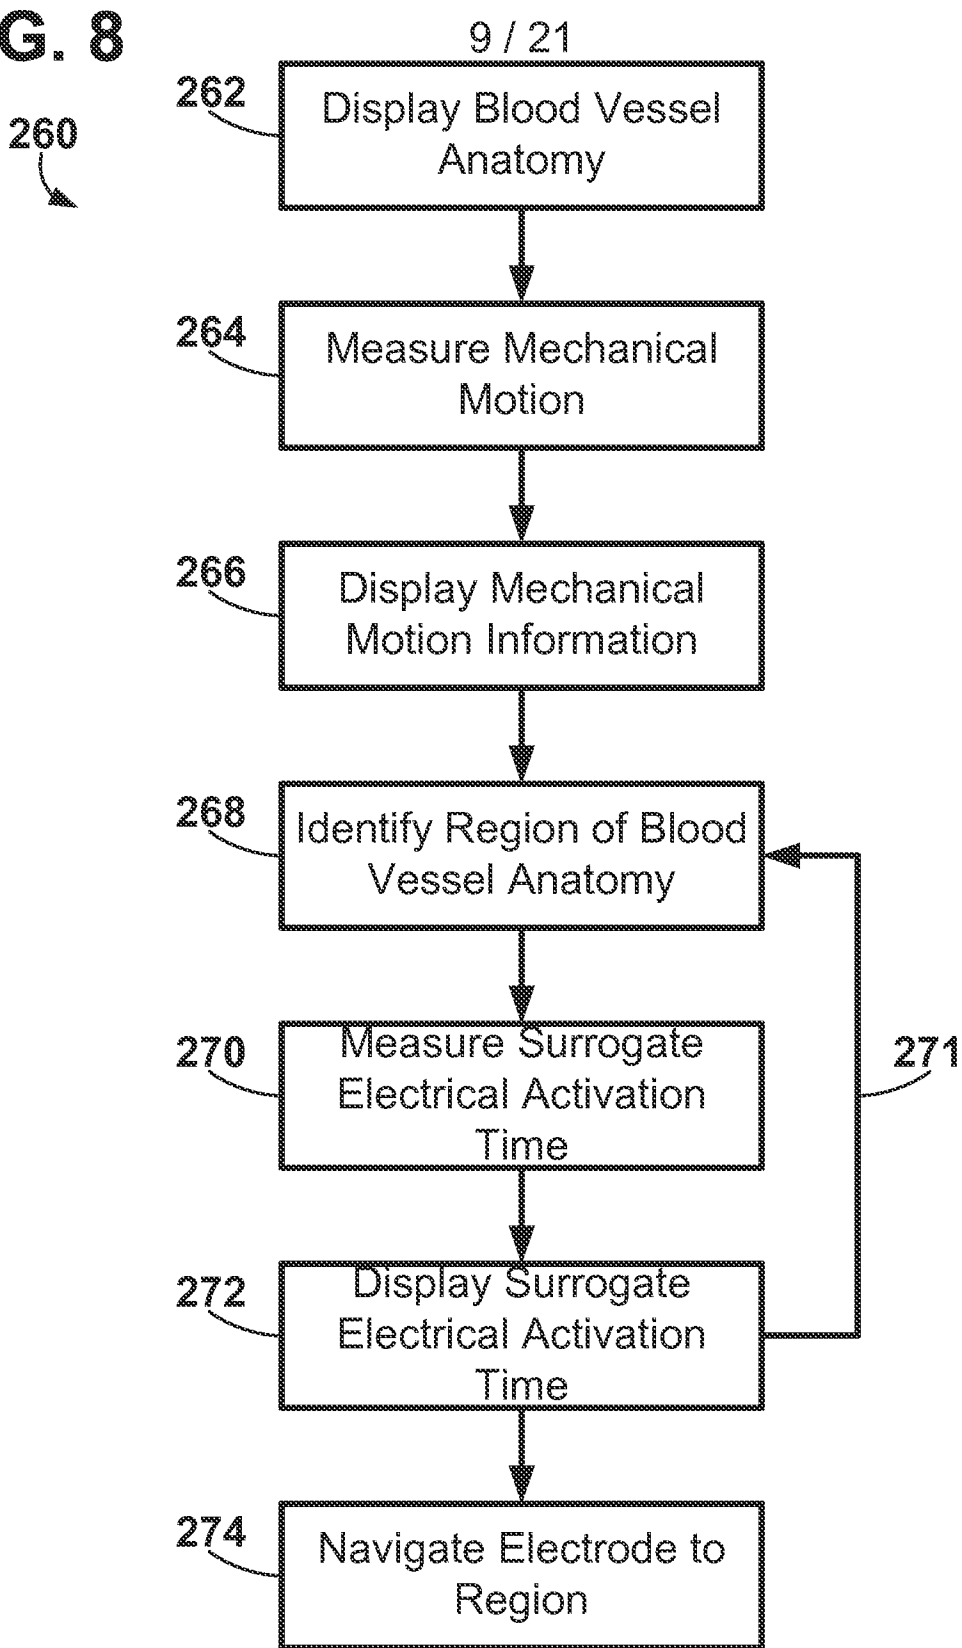 G. 8
9 / 21
260
262
Display Blood Vessel
Anatomy
264
Measure Mechanical
Motion
266
Display Mechanical
Motion Information
268
Identify Region of Blood
Vessel Anatomy
270
Measure Surrogate
Electrical Activation
Time
271
272
Display Surrogate
Electrical Activation
Time
274
Navigate Electrode to
Region